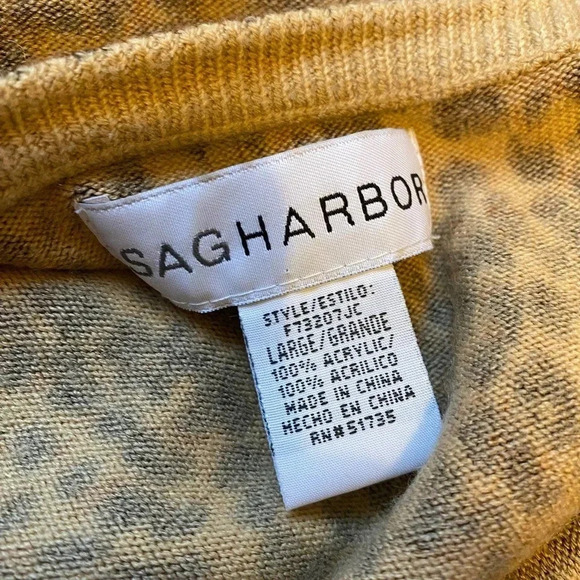 SAGHARBOR
STYLE/ESTILO:
F73207JC
LARGE/GRANDE
100% ACRYLIC/
100% ACRILICO
MADE IN CHINA
HECHO EN CHINA
RN#51735